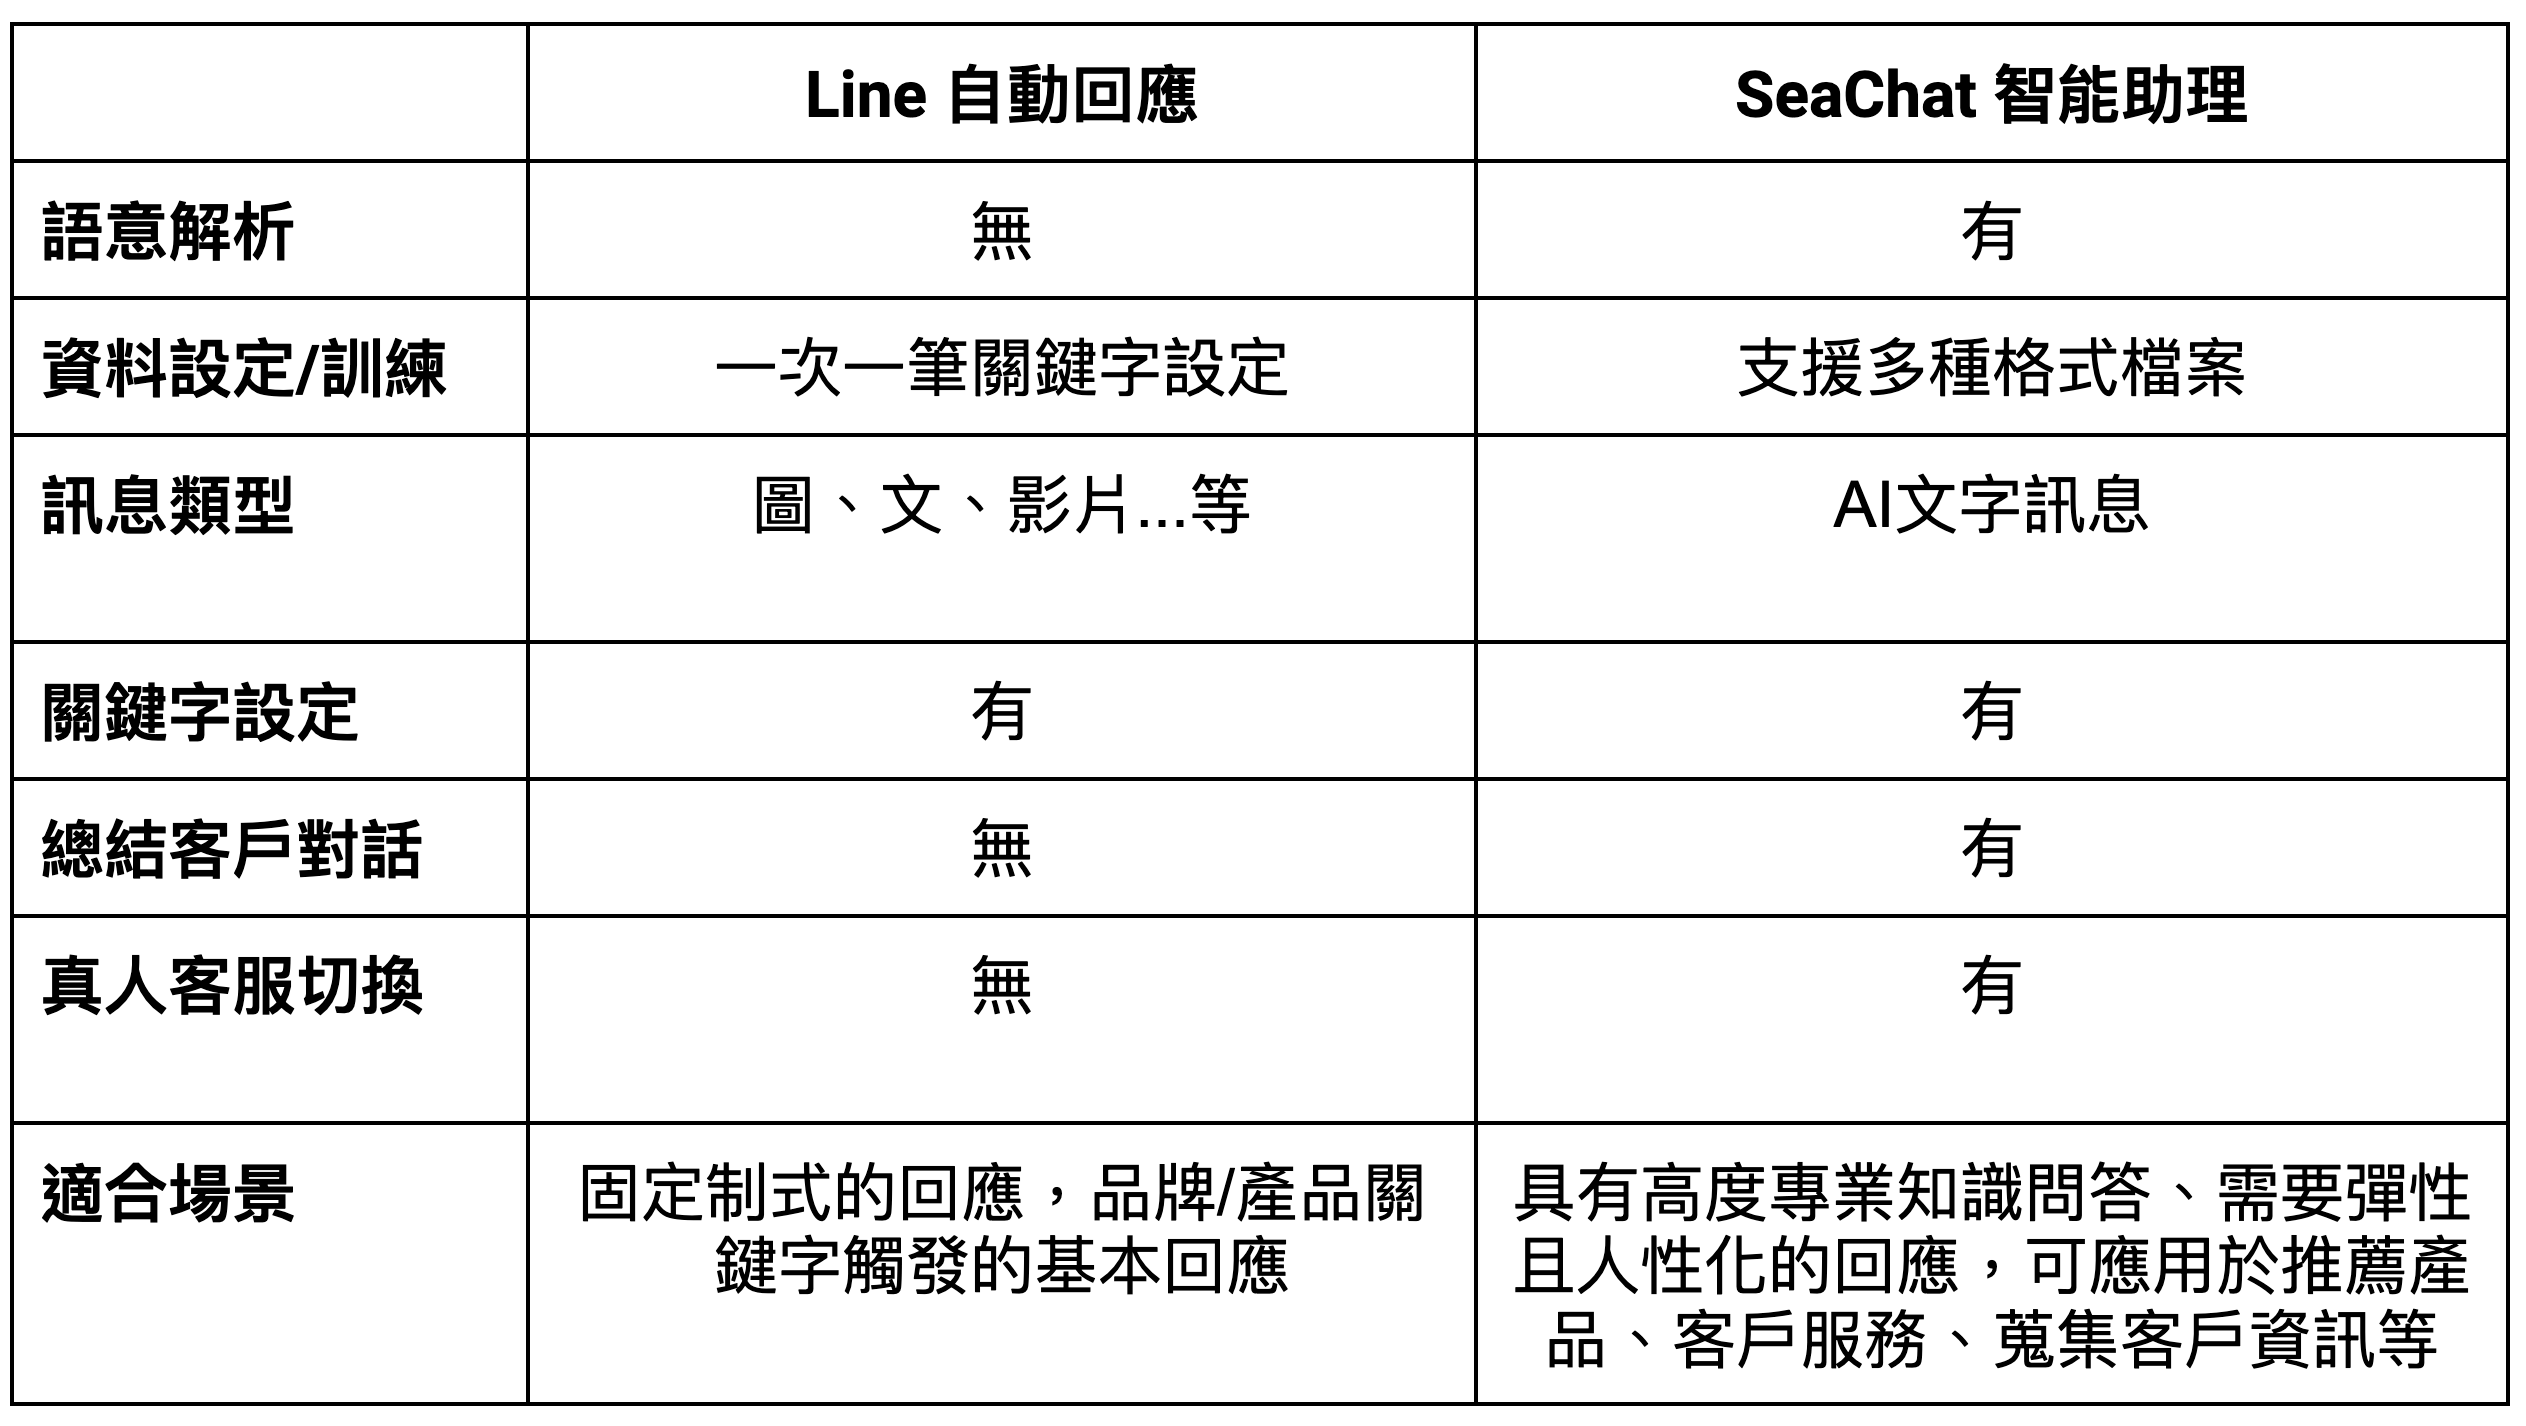 Line 自動回應
SeaChat 智能助理
語意解析
無
有
資料設定/訓練
一次一筆關鍵字設定
支援多種格式檔案
訊息類型
圖、文、影片...等
AI文字訊息
關鍵字設定
有
有
總結客戶對話
無
有
真人客服切換
無
有
適合場景
固定制式的回應，品牌/產品關
鍵字觸發的基本回應
具有高度專業知識問答、需要彈性
且人性化的回應，可應用於推薦產
品、客戶服務、蒐集客戶資訊等